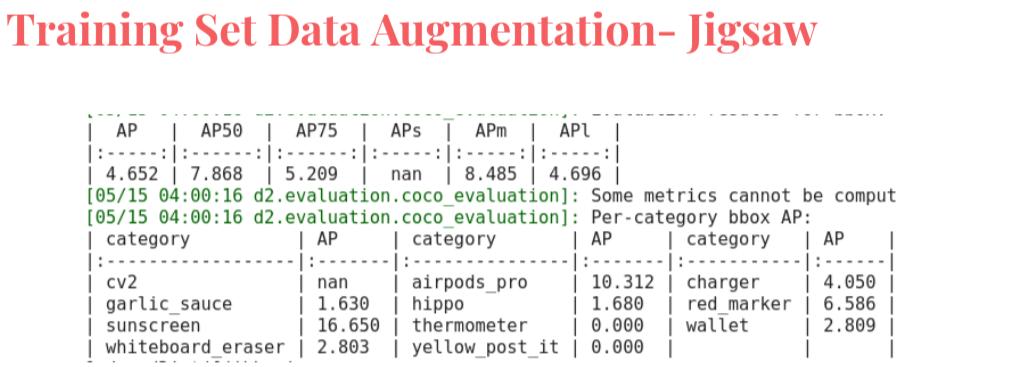 Training Set Data Augmentation- Jigsaw
| AP | AP50 | AP75 | APs | APm | APl |
|:-----:|:------:|:------:|:-----:|:-----:|:-----:|
| 4.652 | 7.868 | 5.209 | nan | 8.485 | 4.696 |
[05/15 04:00:16 d2.evaluation.coco_evaluation]: Some metrics cannot be comput
[05/15 04:00:16 d2.evaluation.coco_evaluation]: Per-category bbox AP:
| category | AP | category | AP | category | AP |
|:------------------|:-------|:----------------|:-------|:-----------|:------|
| cv2 | nan | airpods_pro | 10.312 | charger | 4.050 |
| garlic_sauce | 1.630 | hippo | 1.680 | red_marker | 6.586 |
| sunscreen | 16.650 | thermometer | 0.000 | wallet | 2.809 |
| whiteboard_eraser | 2.803 | yellow_post_it | 0.000 | | |